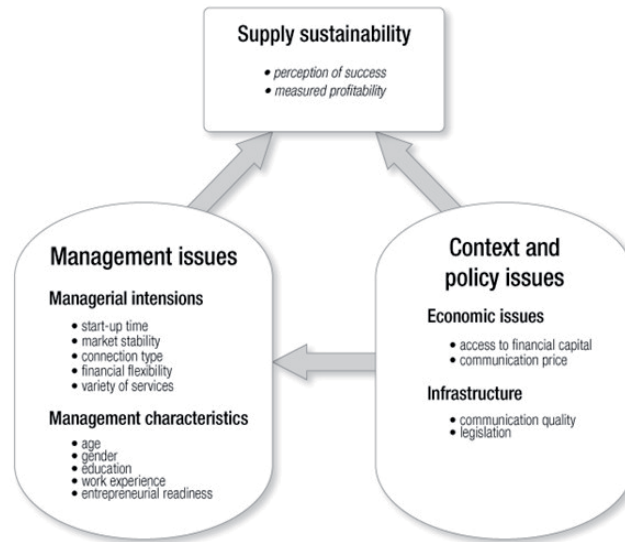 Supply sustainability
• perception of success
• measured profitability
Management issues
Managerial intensions
• start-up time
• market stability
• connection type
• financial flexibility
• variety of services
Management characteristics
• age
• gender
• education
• work experience
• entrepreneurial readiness
Context and
policy issues
Economic issues
• access to financial capital
• communication price
Infrastructure
• communication quality
• legislation